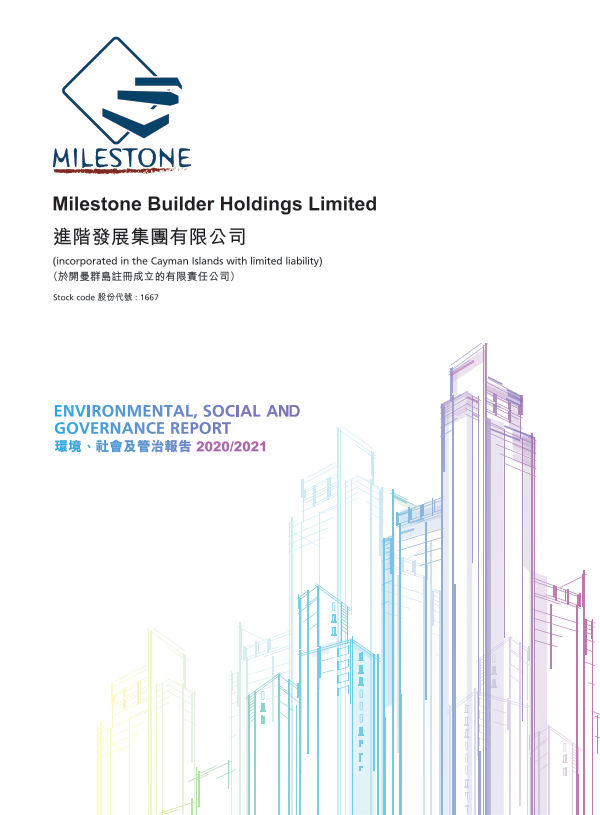 MILESTONE
Milestone Builder Holdings Limited
進階發展集團有限公司
(incorporated in the Cayman Islands with limited liability)
（於開曼群島註冊成立的有限責任公司）
Stock code 股份代號 : 1667
ENVIRONMENTAL, SOCIAL AND
GOVERNANCE REPORT
環境、社會及管治報告 2020/2021